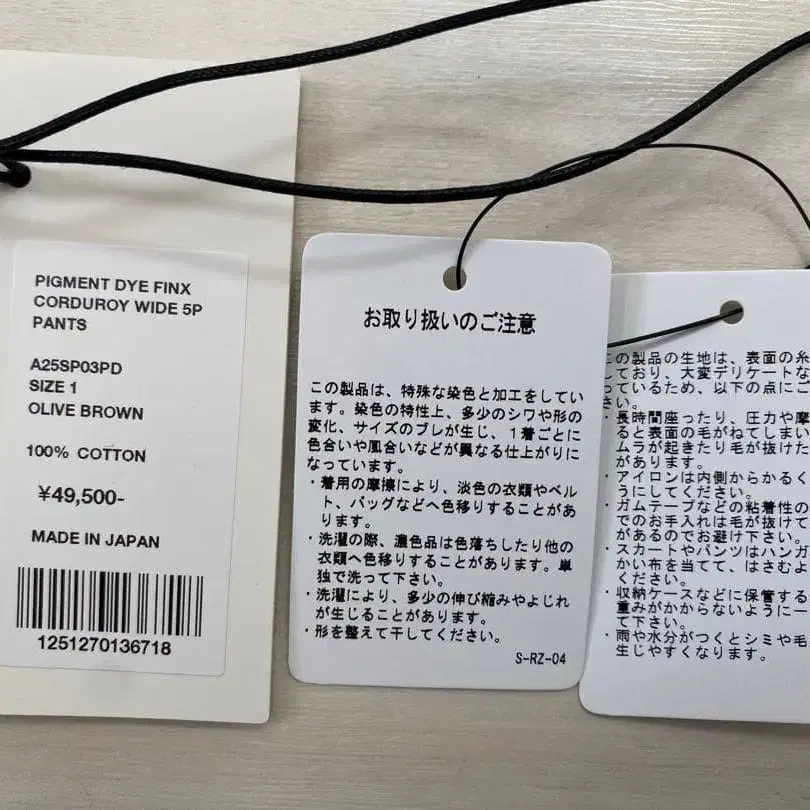 PIGMENT DYE FINX
CORDUROY WIDE 5P
PANTS
A25SP03PD
SIZE 1
OLIVE BROWN
100% COTTON
¥49,500-
MADE IN JAPAN
1251270136718
お取り扱いのご注意
この製品は、特殊な染色と加工をしてい
ます。染色の特性上、多少のシワや形の
変化、サイズのブレが生じ、1着ごとに
色合いや風合いなどが異なる仕上がりに
なっています。
・着用の摩擦により、淡色の衣類やベル
ト、バッグなどへ色移りすることがあ
ります。
・洗濯の際、濃色品は色落ちしたり他の
衣類へ色移りすることがあります。単
独で洗って下さい。
・洗濯により、多少の伸び縮みやよじれ
が生じることがあります。
・形を整えて干してください。
S-RZ-04
この製品の生地は、表面の糸
しており、大変デリケートな
っているため、以下の点にご
さい。
・長時間座ったり、圧力や摩
ると表面の毛がねてしまい
ムラが起きたり毛が抜けた
があります。
・アイロンは内側からかるく
うにしてください。
・ガムテープなどの粘着性の
でのお手入れは毛が抜けて
があるのでお避け下さい。
・スカートやパンツはハンガ
かい布を当てて、はさむよ
ください。
・収納ケースなどに保管する
重みがかからないように一
て下さい。
・雨や水分がつくとシミや毛
生じやすくなります。